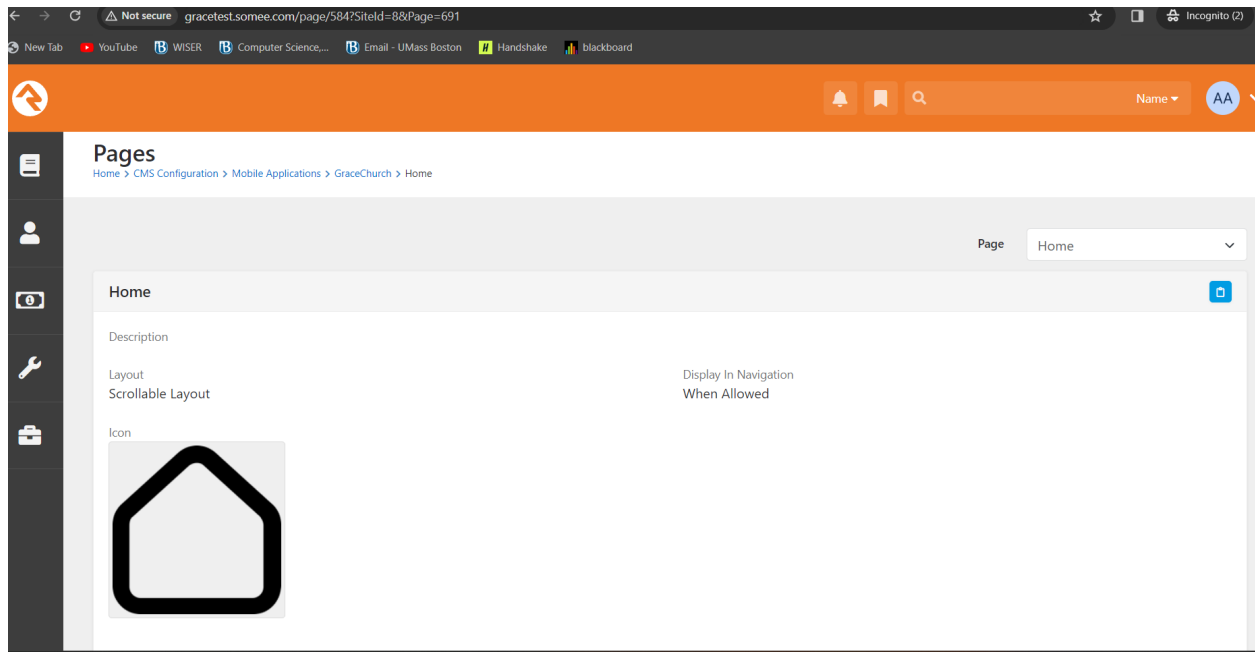 Not secure gracetest.somee.com/page/584?SiteId=8&Page=691 Incognito (2)
New Tab YouTube WISER Computer Science,... Email - UMass Boston Handshake blackboard
Name AA
Pages
Home > CMS Configuration > Mobile Applications > GraceChurch > Home
Page Home
Home
Description
Layout Display In Navigation
Scrollable Layout When Allowed
Icon